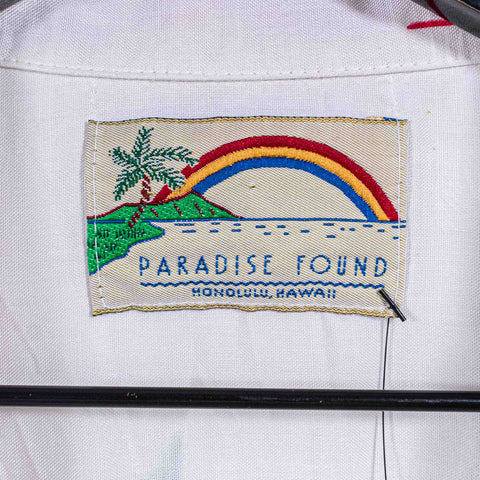 PARADISE FOUND
HONOLULU, HAWAII